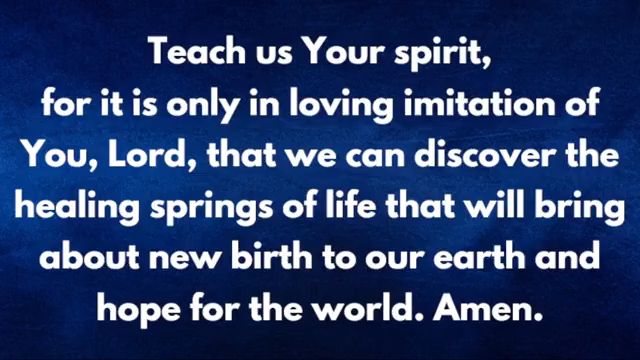 Teach us Your spirit,
for it is only in loving imitation of
You, Lord, that we can discover the
healing springs of life that will bring
about new birth to our earth and
hope for the world. Amen.